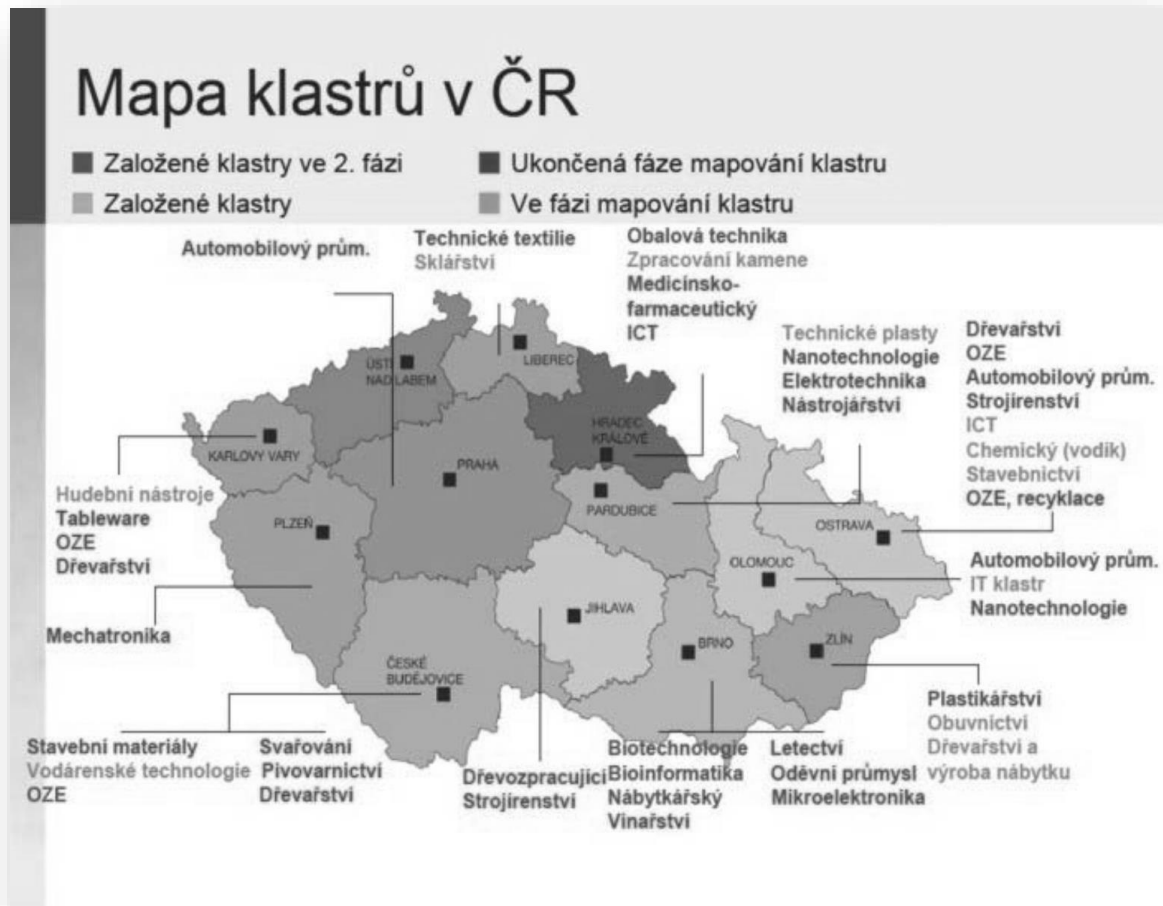 Mapa klastrů v ČR
Založené klastry ve 2. fázi
Ukončená fáze mapování klastru
Založené klastry
Ve fázi mapování klastru
Automobilový prům.
Technické textilie
Sklářství
Obalová technika
Zpracování kamene
Medicínsko-
farmaceutický
ICT
Technické plasty
Nanotechnologie
Elektrotechnika
Nástrojářství
Dřevařství
OZE
Automobilový prům.
Strojírenství
ICT
Chemický (vodík)
Stavebnictví
OZE, recyklace
ÚSTÍ
NAD LABEM
LIBEREC
HRADEC
KRÁLOVÉ
KARLOVY VARY
PRAHA
PARDUBICE
PLZEŇ
OSTRAVA
OLOMOUC
JIHLAVA
BRNO
ZLÍN
ČESKÉ
BUDĚJOVICE
Hudební nástroje
Tableware
OZE
Dřevařství
Mechatronika
Automobilový prům.
IT klastr
Nanotechnologie
Stavební materiály
Vodárenské technologie
OZE
Svařování
Pivovarnictví
Dřevařství
Dřevozpracující
Strojírenství
Biotechnologie
Bioinformatika
Nábytkářský
Vinařství
Letectví
Oděvní průmysl
Mikroelektronika
Plastikářství
Obuvnictví
Dřevařství a
výroba nábytku